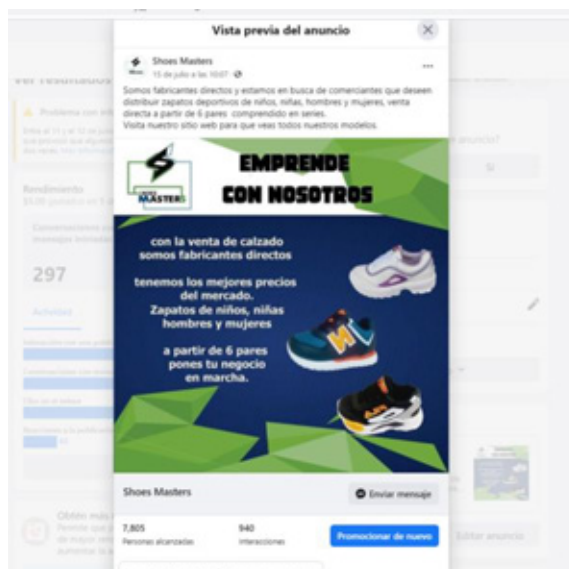 Vista previa del anuncio
Shoes Masters
15 de julio a las 10:07
Somos fabricantes directos y estamos en busca de comerciantes que deseen
distribuir zapatos deportivos de niños, niñas, hombres y mujeres, venta
directa a partir de 6 pares comprendido en series.
Visita nuestro sitio web para que veas todos nuestros modelos.
MASTERS
EMPRENDE
CON NOSOTROS
con la venta de calzado
somos fabricantes directos
tenemos los mejores precios
del mercado.
Zapatos de niños, niñas
hombres y mujeres
a partir de 6 pares
pones tu negocio
en marcha.
Shoes Masters
Enviar mensaje
7,805
Personas alcanzadas
940
Interacciones
Promocionar de nuevo
Ver resultados
Rendimiento
297
Actividad
Editar anuncio